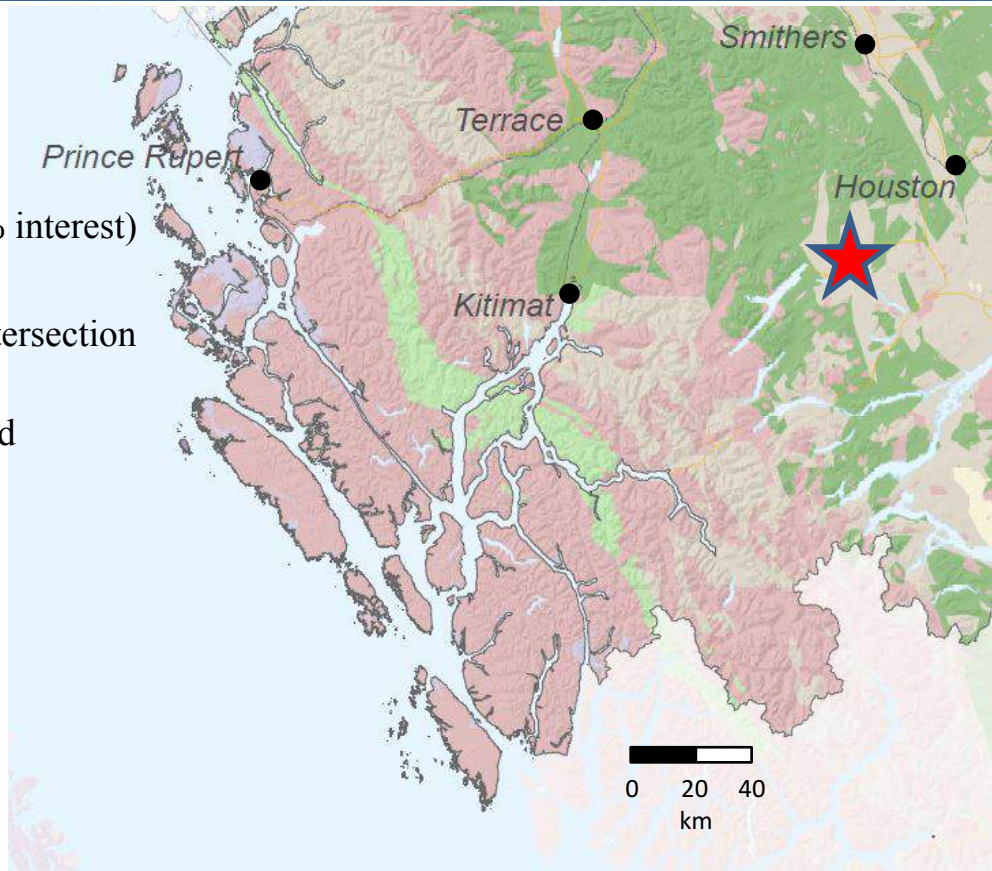 Smithers
Terrace
Prince Rupert
Houston
interest)
Kitimat
tersection
d
0 20 40
km